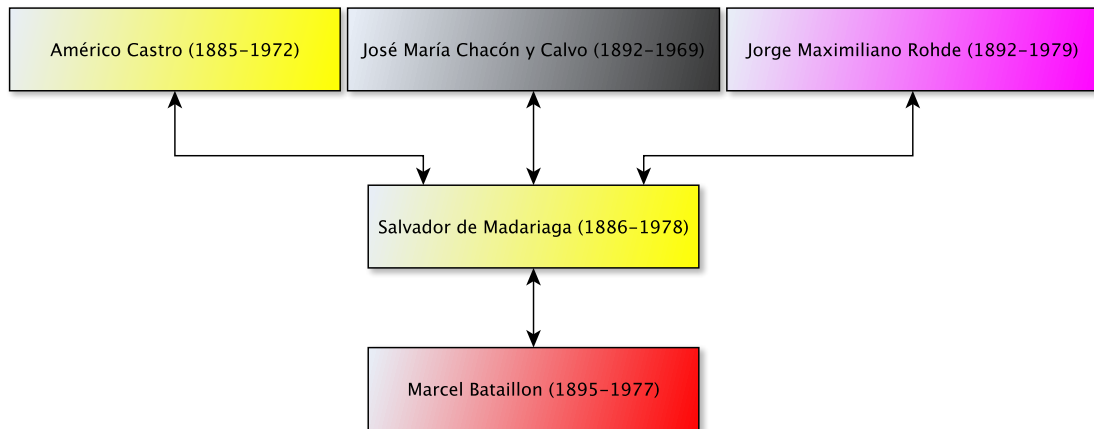 Américo Castro (1885-1972)
José María Chacón y Calvo (1892-1969)
Jorge Maximiliano Rohde (1892-1979)
Salvador de Madariaga (1886-1978)
Marcel Bataillon (1895-1977)